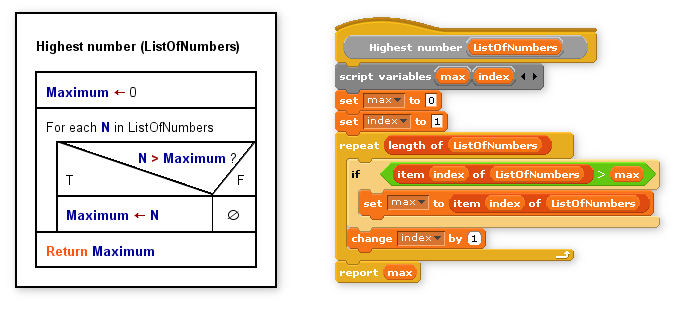 Highest number (ListOfNumbers)
Maximum ← 0
For each N in ListOfNumbers
N > Maximum ?
T
F
Maximum ← N
∅
Return Maximum
Highest number ListOfNumbers
script variables max index
set max to 0
set index to 1
repeat length of ListOfNumbers
if item index of ListOfNumbers > max
set max to item index of ListOfNumbers
change index by 1
report max